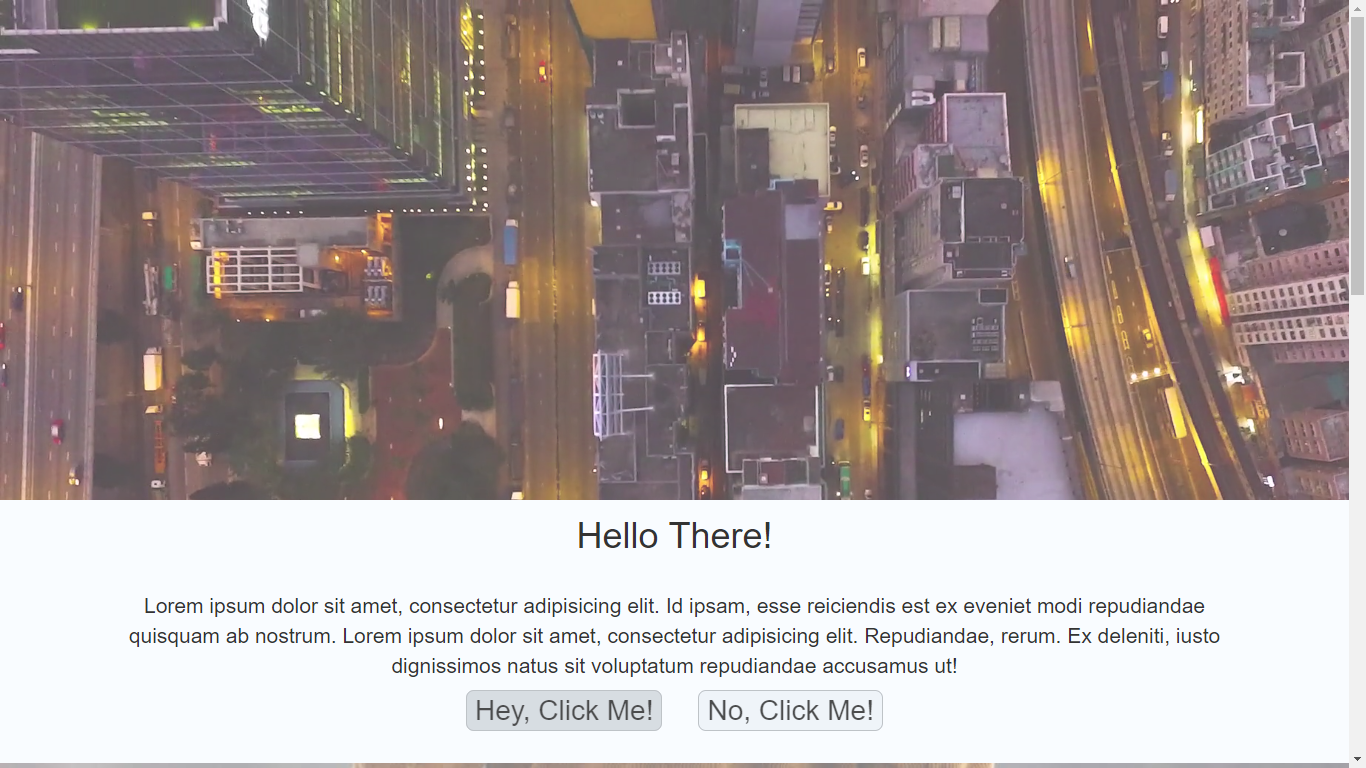 Hello There!
Lorem ipsum dolor sit amet, consectetur adipisicing elit. Id ipsam, esse reiciendis est ex eveniet modi repudiandae
quisquam ab nostrum. Lorem ipsum dolor sit amet, consectetur adipisicing elit. Repudiandae, rerum. Ex deleniti, iusto
dignissimos natus sit voluptatum repudiandae accusamus ut!
Hey, Click Me! No, Click Me!